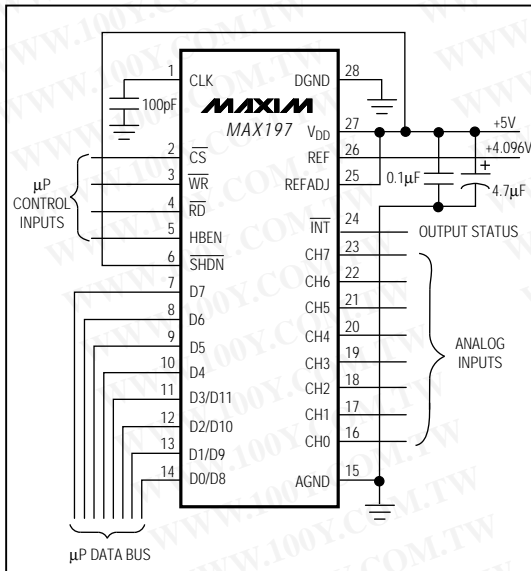 1 CLK
100pF
MAXIM
MAX197
DGND 28
VDD 27
+5V
REF 26
+4.096V
REFADJ 25
0.1µF
+
4.7µF
µP
CONTROL
INPUTS
2 CS
3 WR
4 RD
5 HBEN
6 SHDN
INT 24
OUTPUT STATUS
7 D7
8 D6
9 D5
10 D4
11 D3/D11
12 D2/D10
13 D1/D9
14 D0/D8
CH7 23
CH6 22
CH5 21
CH4 20
CH3 19
CH2 18
CH1 17
CH0 16
ANALOG
INPUTS
AGND 15
µP DATA BUS
WWW.100Y.COM.TW